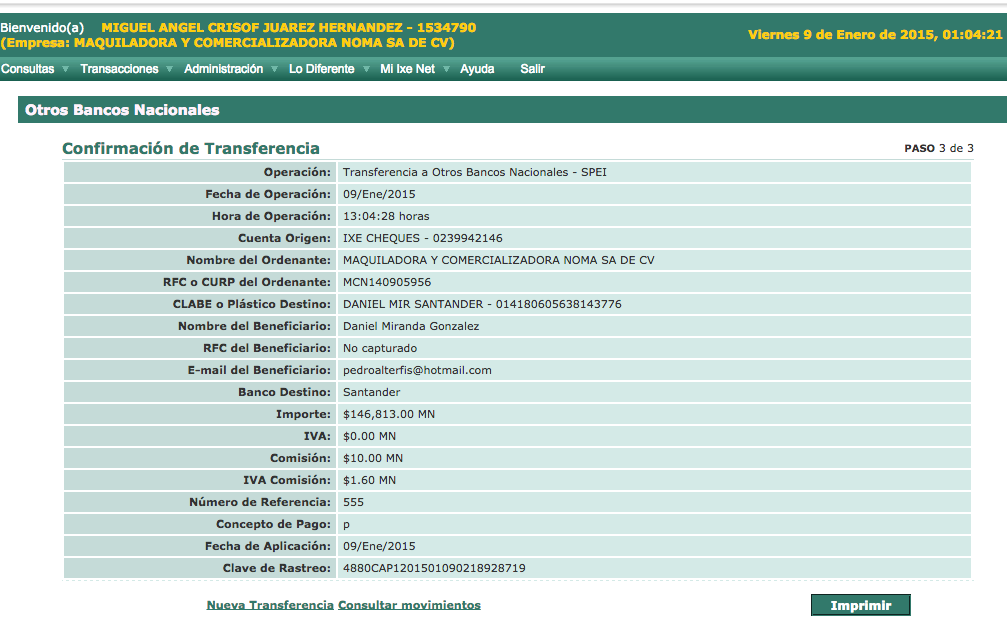 Bienvenido(a) MIGUEL ANGEL CRISOF JUAREZ HERNANDEZ - 1534790
(Empresa: MAQUILADORA Y COMERCIALIZADORA NOMA SA DE CV)
Viernes 9 de Enero de 2015, 01:04:21
Consultas Transacciones Administración Lo Diferente Mi Ixe Net Ayuda Salir
Otros Bancos Nacionales
Confirmación de Transferencia PASO 3 de 3
Operación: Transferencia a Otros Bancos Nacionales - SPEI
Fecha de Operación: 09/Ene/2015
Hora de Operación: 13:04:28 horas
Cuenta Origen: IXE CHEQUES - 0239942146
Nombre del Ordenante: MAQUILADORA Y COMERCIALIZADORA NOMA SA DE CV
RFC o CURP del Ordenante: MCN140905956
CLABE o Plástico Destino: DANIEL MIR SANTANDER - 014180605638143776
Nombre del Beneficiario: Daniel Miranda Gonzalez
RFC del Beneficiario: No capturado
E-mail del Beneficiario: pedroalterfis@hotmail.com
Banco Destino: Santander
Importe: $146,813.00 MN
IVA: $0.00 MN
Comisión: $10.00 MN
IVA Comisión: $1.60 MN
Número de Referencia: 555
Concepto de Pago: p
Fecha de Aplicación: 09/Ene/2015
Clave de Rastreo: 4880CAP1201501090218928719
Nueva Transferencia Consultar movimientos Imprimir